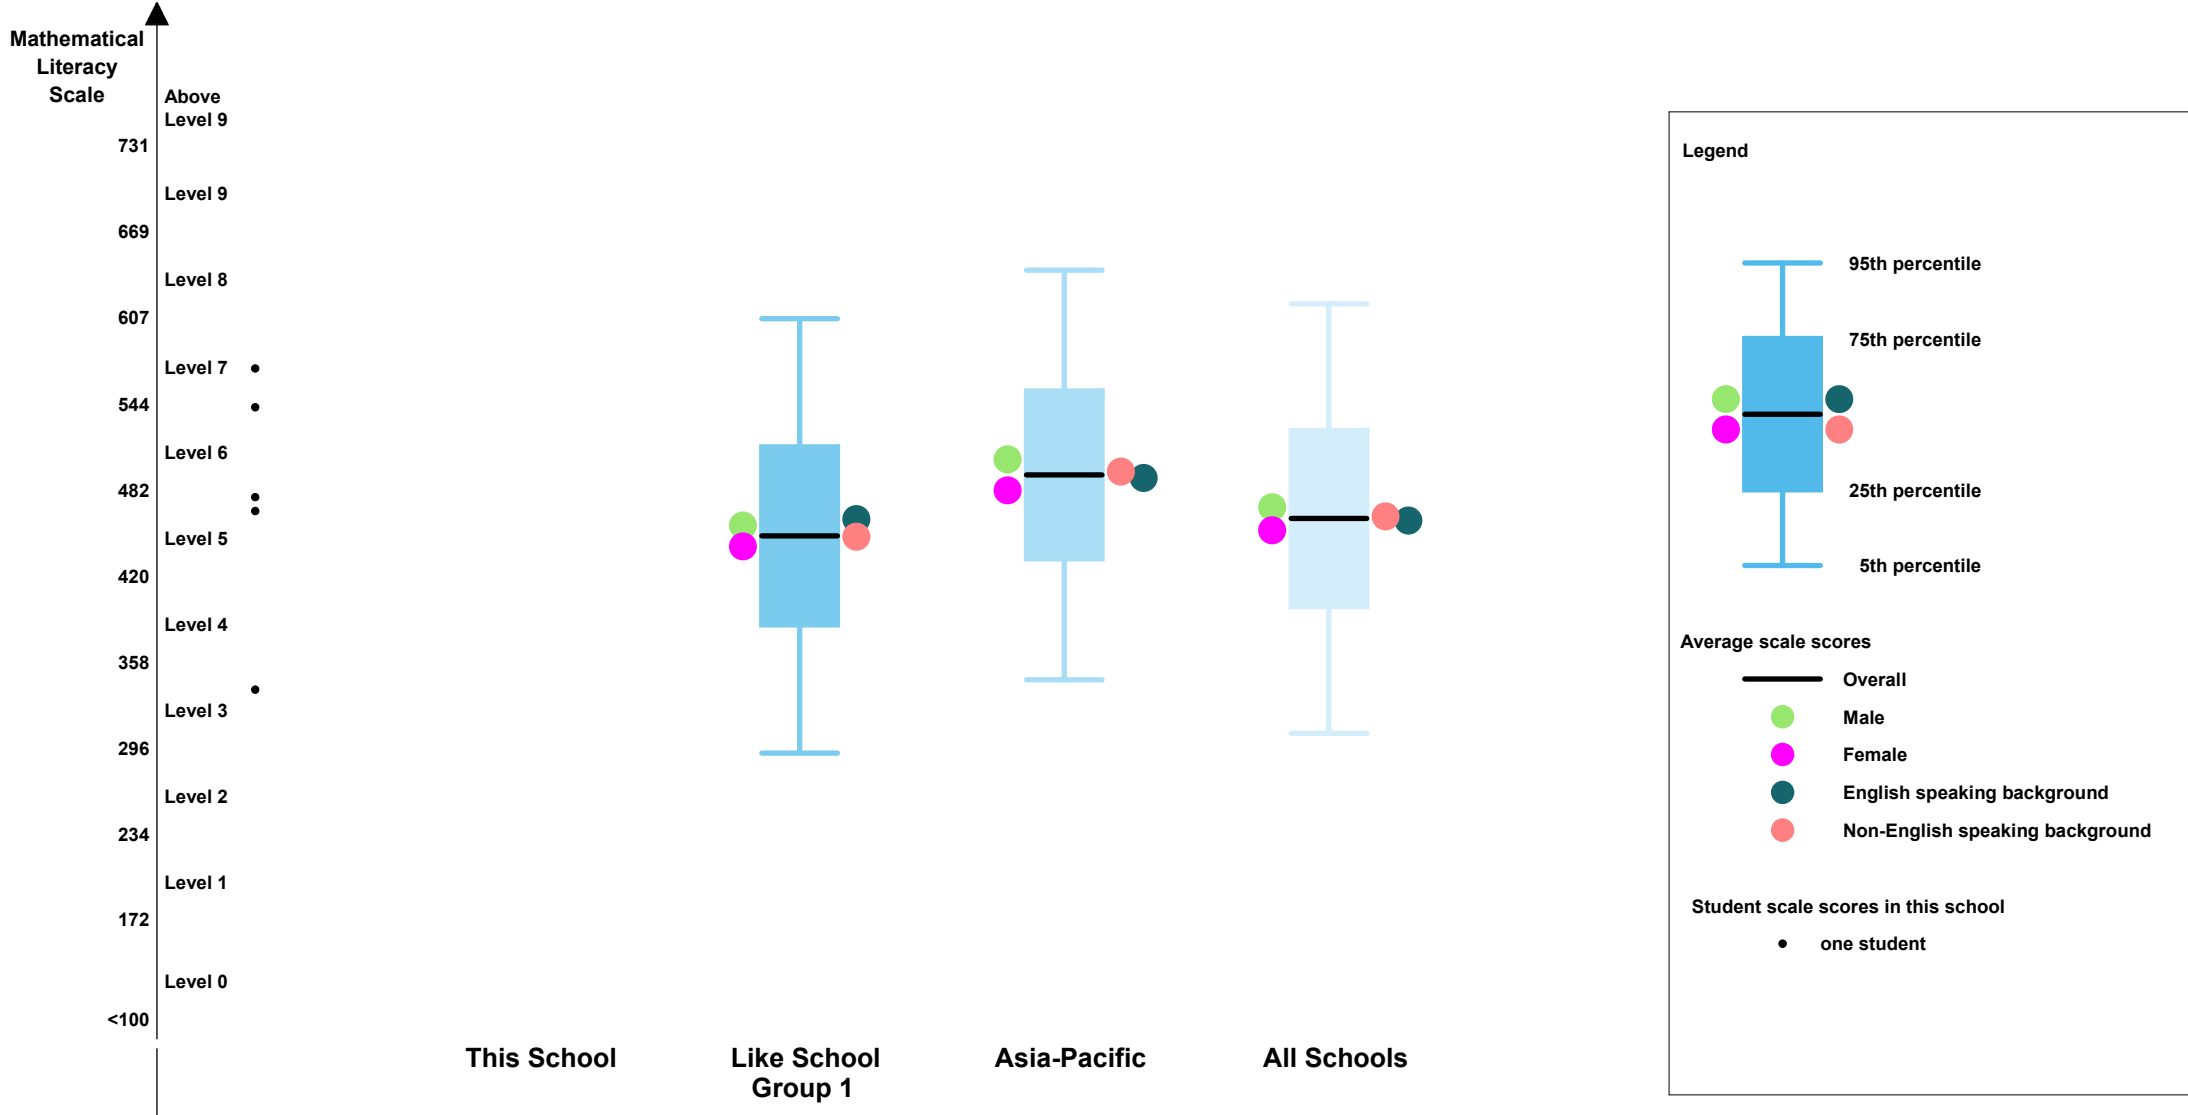 Mathematical
Literacy
Scale
Above
Level 9
731
Level 9
669
Level 8
607
Level 7
544
Level 6
482
Level 5
420
Level 4
358
Level 3
296
Level 2
234
Level 1
172
Level 0
<100
This School
Like School
Group 1
Asia-Pacific
All Schools
Legend
95th percentile
75th percentile
25th percentile
5th percentile
Average scale scores
Overall
Male
Female
English speaking background
Non-English speaking background
Student scale scores in this school
one student